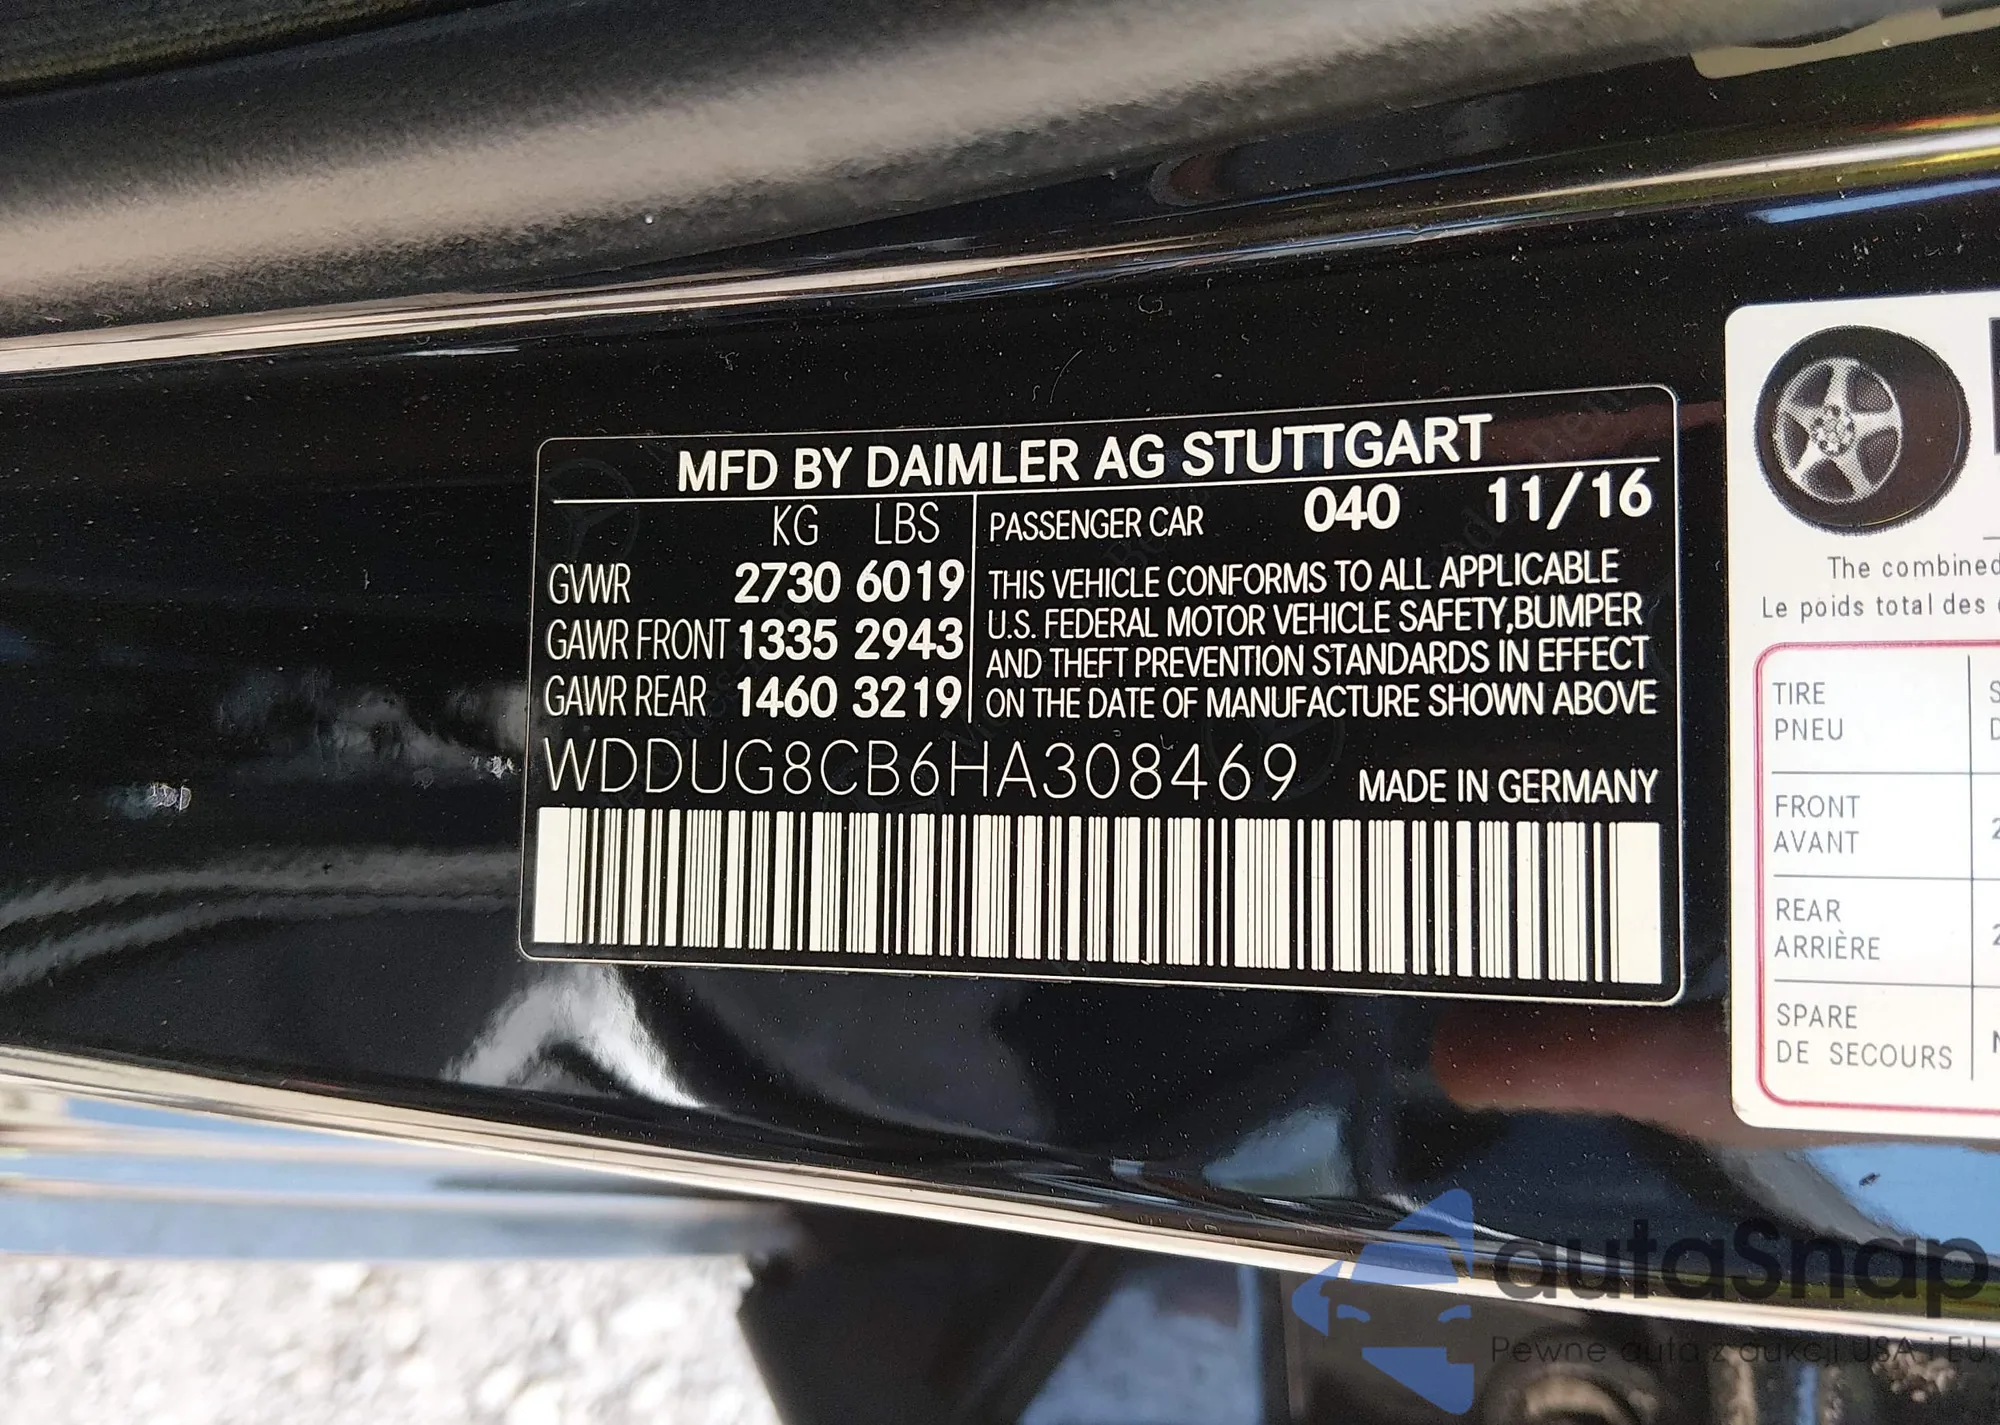 MFD BY DAIMLER AG STUTTGART
KG LBS
GVWR 2730 6019
GAWR FRONT 1335 2943
GAWR REAR 1460 3219
PASSENGER CAR 040 11/16
THIS VEHICLE CONFORMS TO ALL APPLICABLE
U.S. FEDERAL MOTOR VEHICLE SAFETY,BUMPER
AND THEFT PREVENTION STANDARDS IN EFFECT
ON THE DATE OF MANUFACTURE SHOWN ABOVE
WDDUG8CB6HA308469 MADE IN GERMANY
The combined
Le poids total des
TIRE
PNEU
FRONT
AVANT
REAR
ARRIÈRE
SPARE
DE SECOURS
autaSnap
Pewne auta z aukcji USA i EU